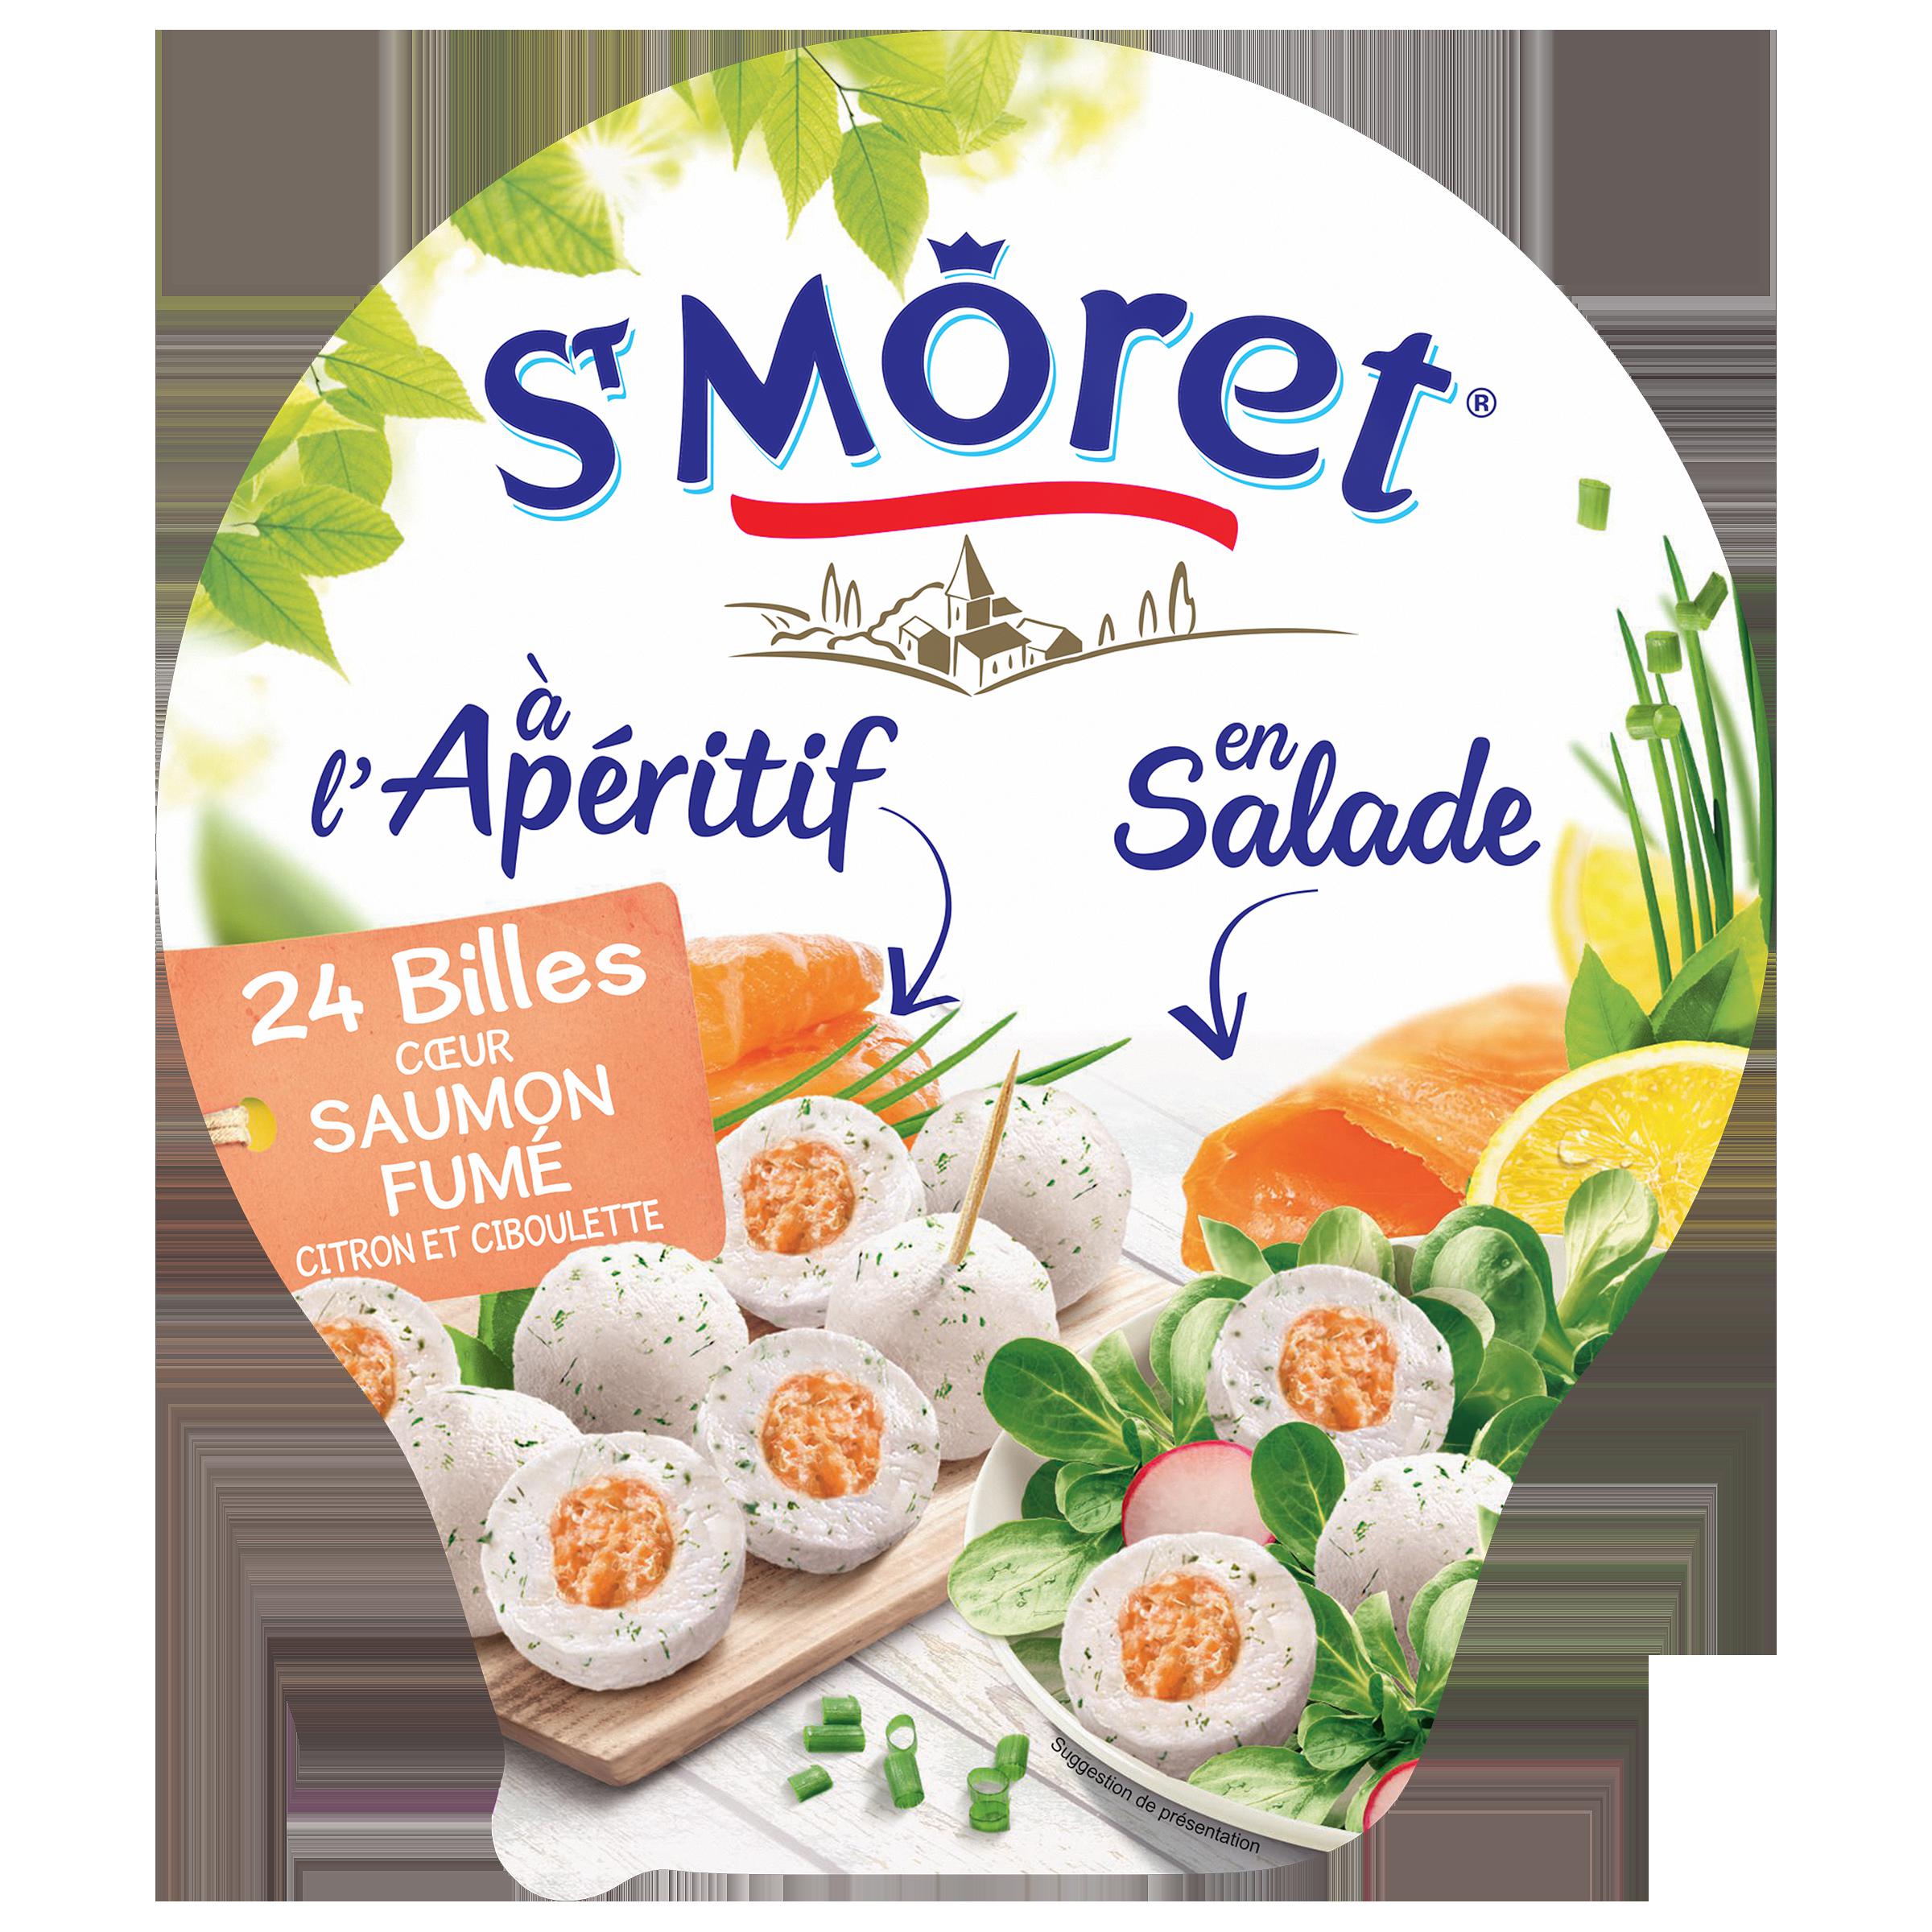 St Môret®
à
l'Apéritif
en
Salade
24 Billes
CŒUR
SAUMON
FUMÉ
CITRON ET CIBOULETTE
Suggestion de présentation